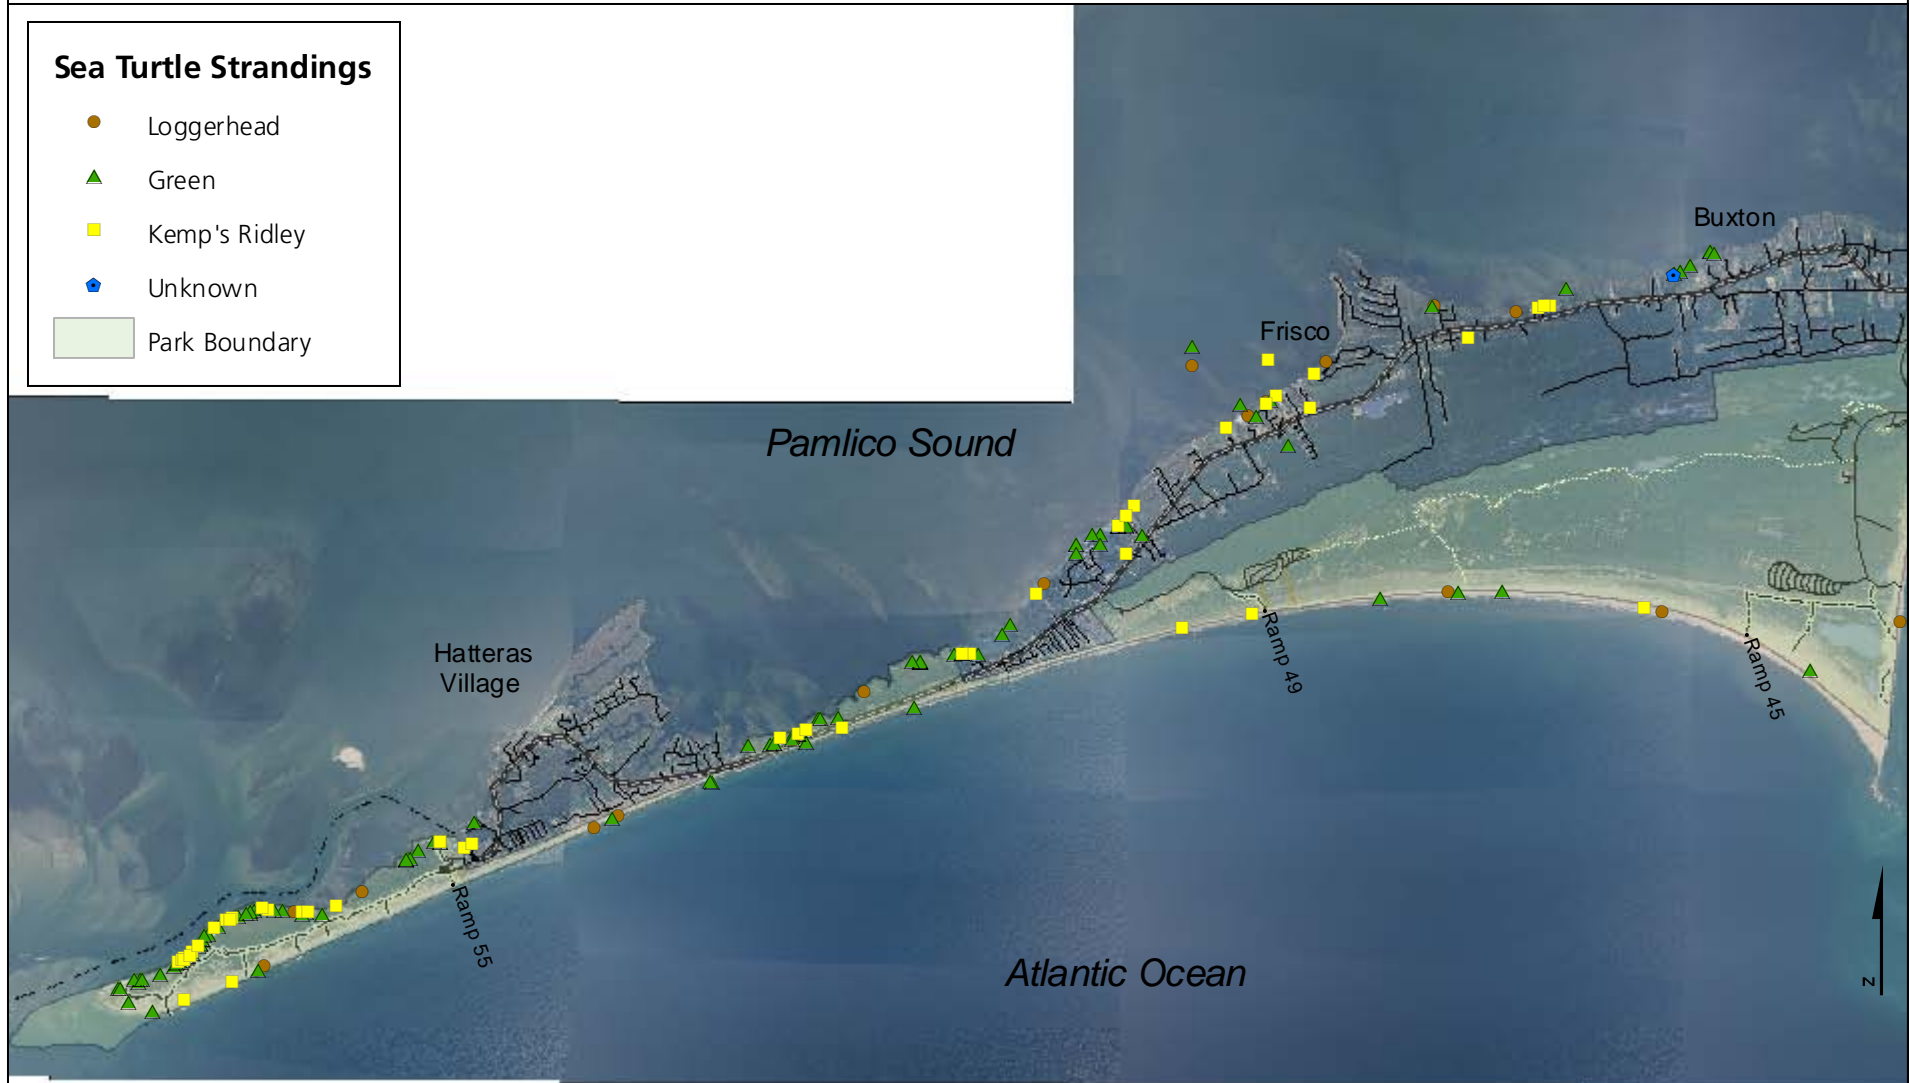 Sea Turtle Strandings
Loggerhead
Green
Kemp's Ridley
Unknown
Park Boundary
Buxton
Frisco
Pamlico Sound
Hatteras
Village
Ramp 49
Ramp 45
Ramp 55
Atlantic Ocean
N